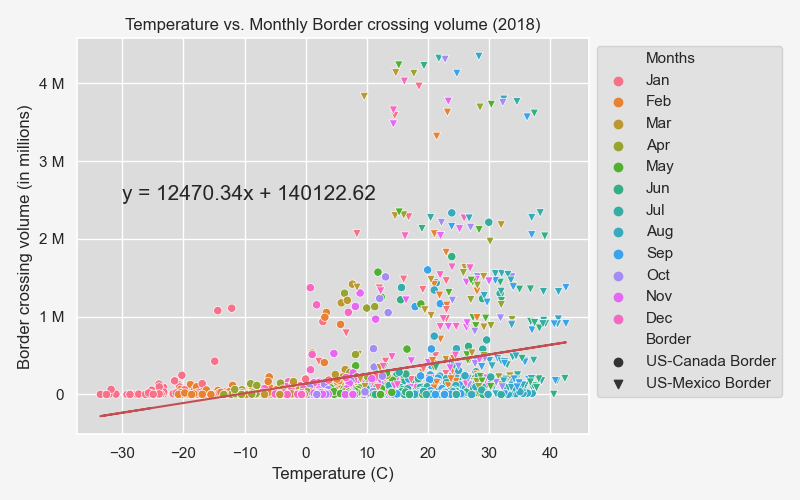 Temperature vs. Monthly Border crossing volume (2018)
Border crossing volume (in millions)
4 M
3 M
2 M
1 M
0
y = 12470.34x + 140122.62
−30
−20
−10
0
10
20
30
40
Temperature (C)
Months
Jan
Feb
Mar
Apr
May
Jun
Jul
Aug
Sep
Oct
Nov
Dec
Border
US-Canada Border
US-Mexico Border